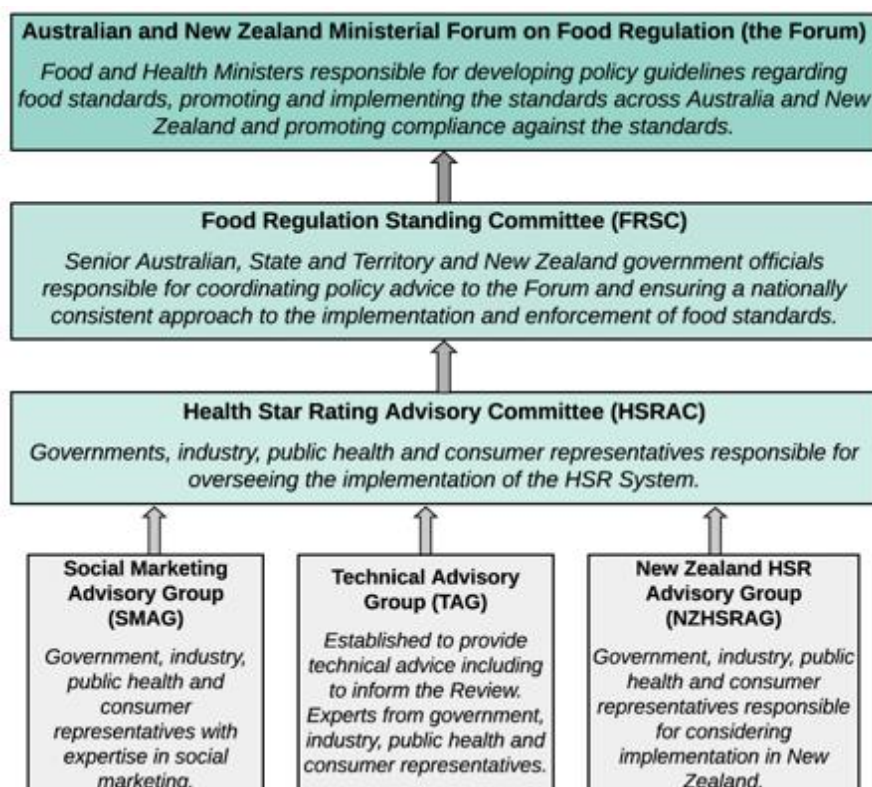 Australian and New Zealand Ministerial Forum on Food Regulation (the Forum)
Food and Health Ministers responsible for developing policy guidelines regarding
food standards, promoting and implementing the standards across Australia and New
Zealand and promoting compliance against the standards.
Food Regulation Standing Committee (FRSC)
Senior Australian, State and Territory and New Zealand government officials
responsible for coordinating policy advice to the Forum and ensuring a nationally
consistent approach to the implementation and enforcement of food standards.
Health Star Rating Advisory Committee (HSRAC)
Governments, industry, public health and consumer representatives responsible for
overseeing the implementation of the HSR System.
Social Marketing
Advisory Group
(SMAG)
Government, industry,
public health and
consumer
representatives with
expertise in social
marketing.
Technical Advisory
Group (TAG)
Established to provide
technical advice including
to inform the Review.
Experts from government,
industry, public health and
consumer representatives.
New Zealand HSR
Advisory Group
(NZHSRAG)
Government, industry, public
health and consumer
representatives responsible
for considering
implementation in New
Zealand.